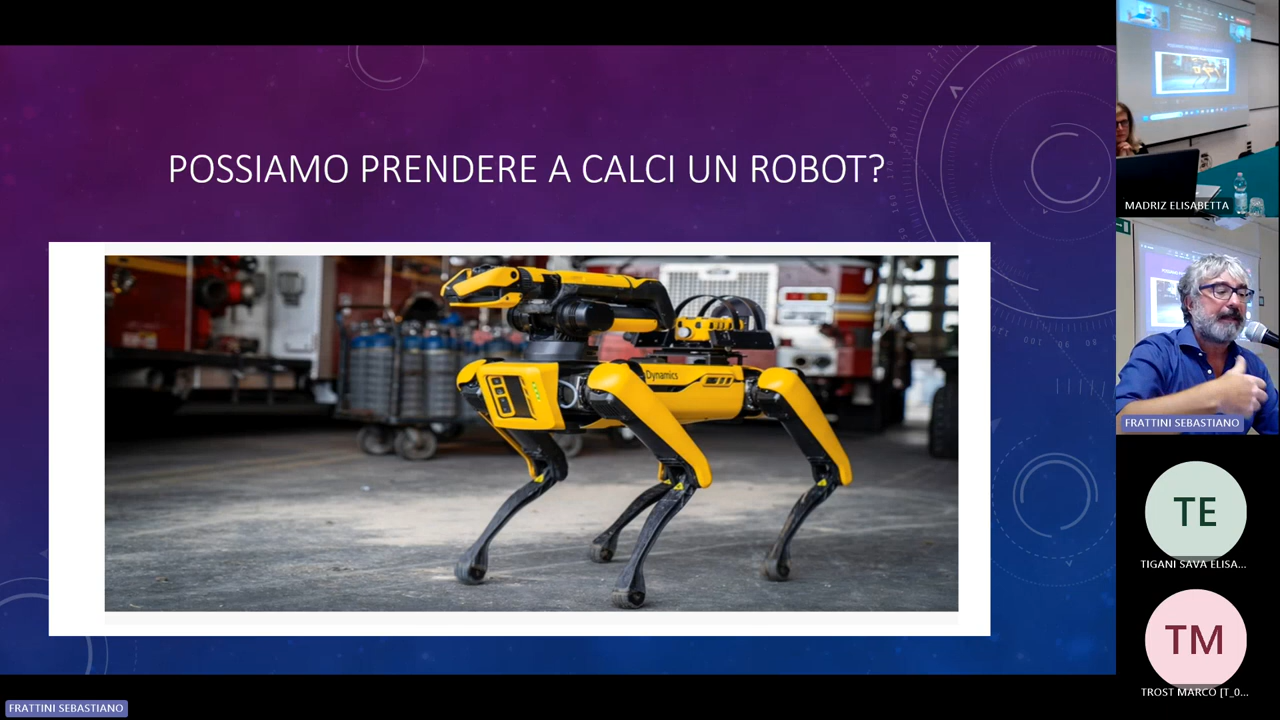 POSSIAMO PRENDERE A CALCI UN ROBOT?
Dynamics
MADRIZ ELISABETTA
FRATTINI SEBASTIANO
TE
TIGANI SAVA ELISA...
TM
TROST MARCO [T_0...
FRATTINI SEBASTIANO